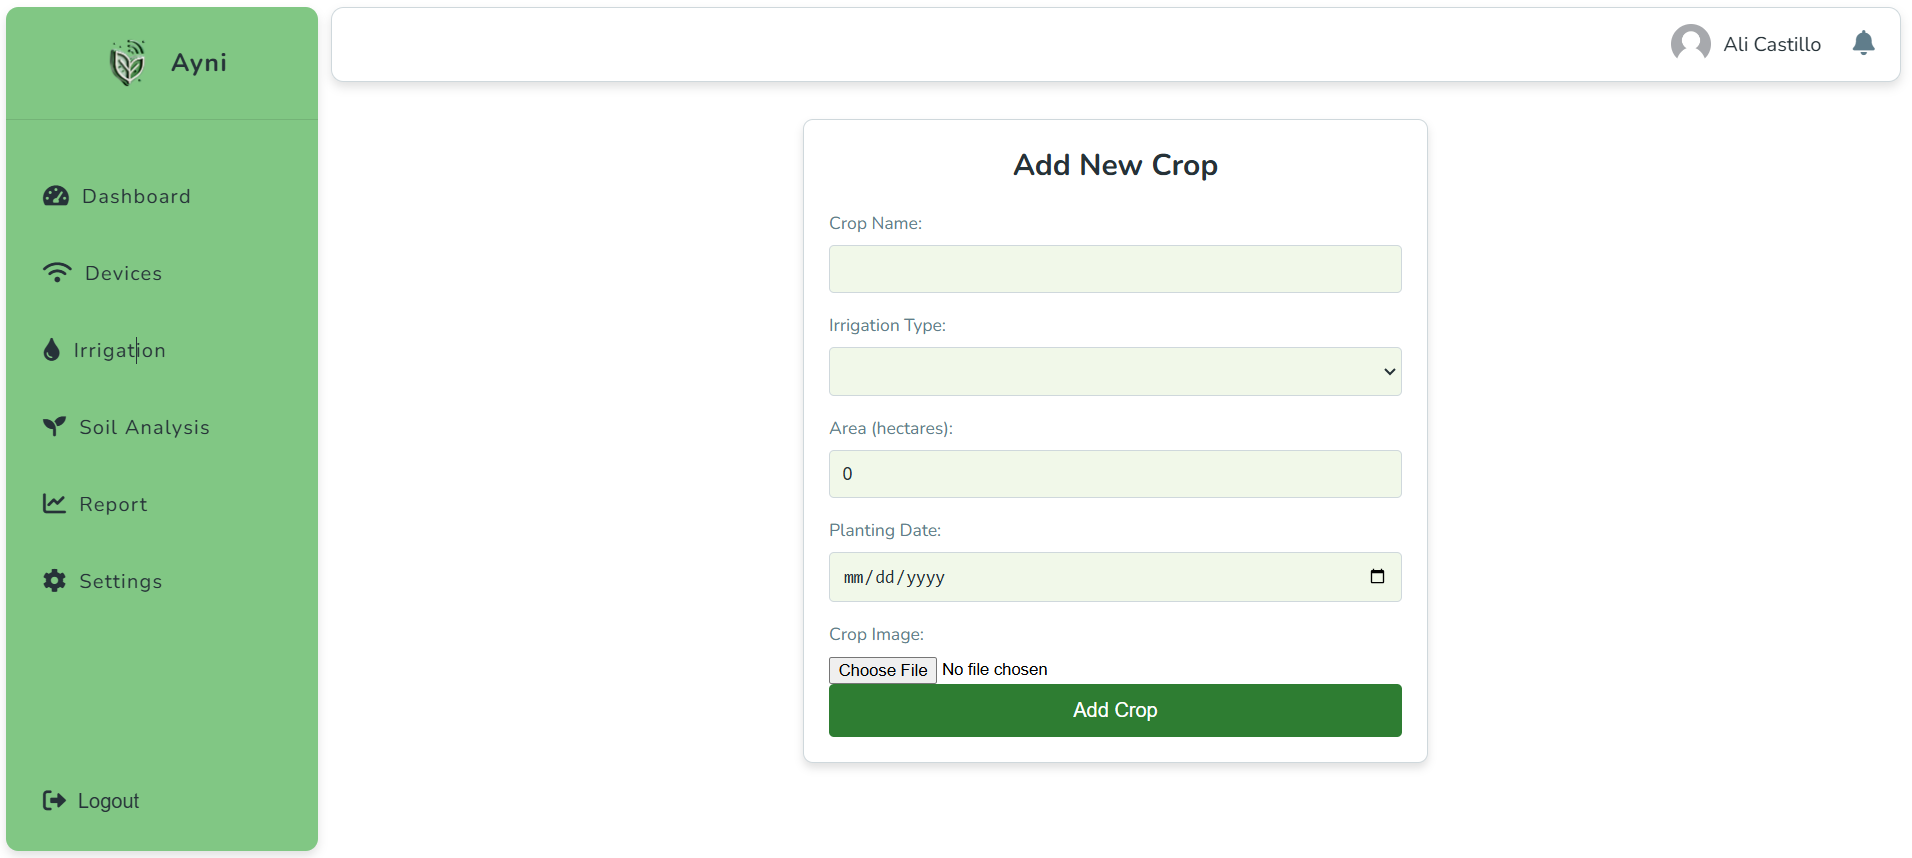 Ayni
Dashboard
Devices
Irrigation
Soil Analysis
Report
Settings
Logout
Ali Castillo
Add New Crop
Crop Name:
Irrigation Type:
Area (hectares):
0
Planting Date:
mm/dd/yyyy
Crop Image:
Choose File No file chosen
Add Crop